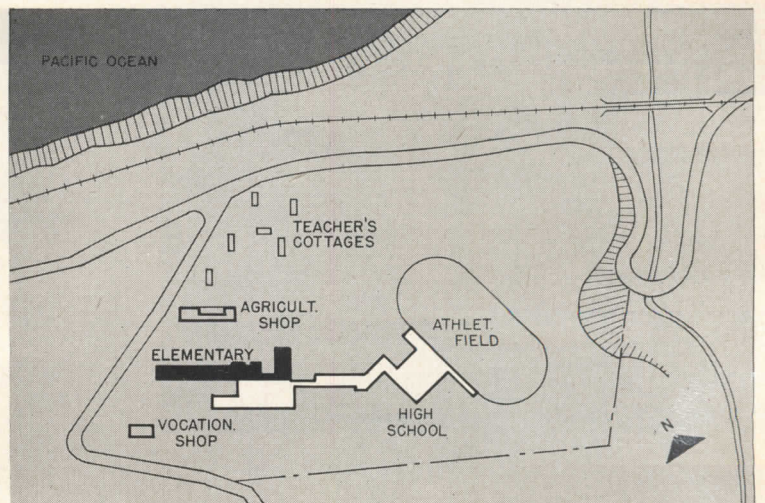 PACIFIC OCEAN
TEACHER'S
COTTAGES
AGRICULT.
SHOP
ATHLET.
FIELD
ELEMENTARY
HIGH
SCHOOL
VOCATION.
SHOP
N